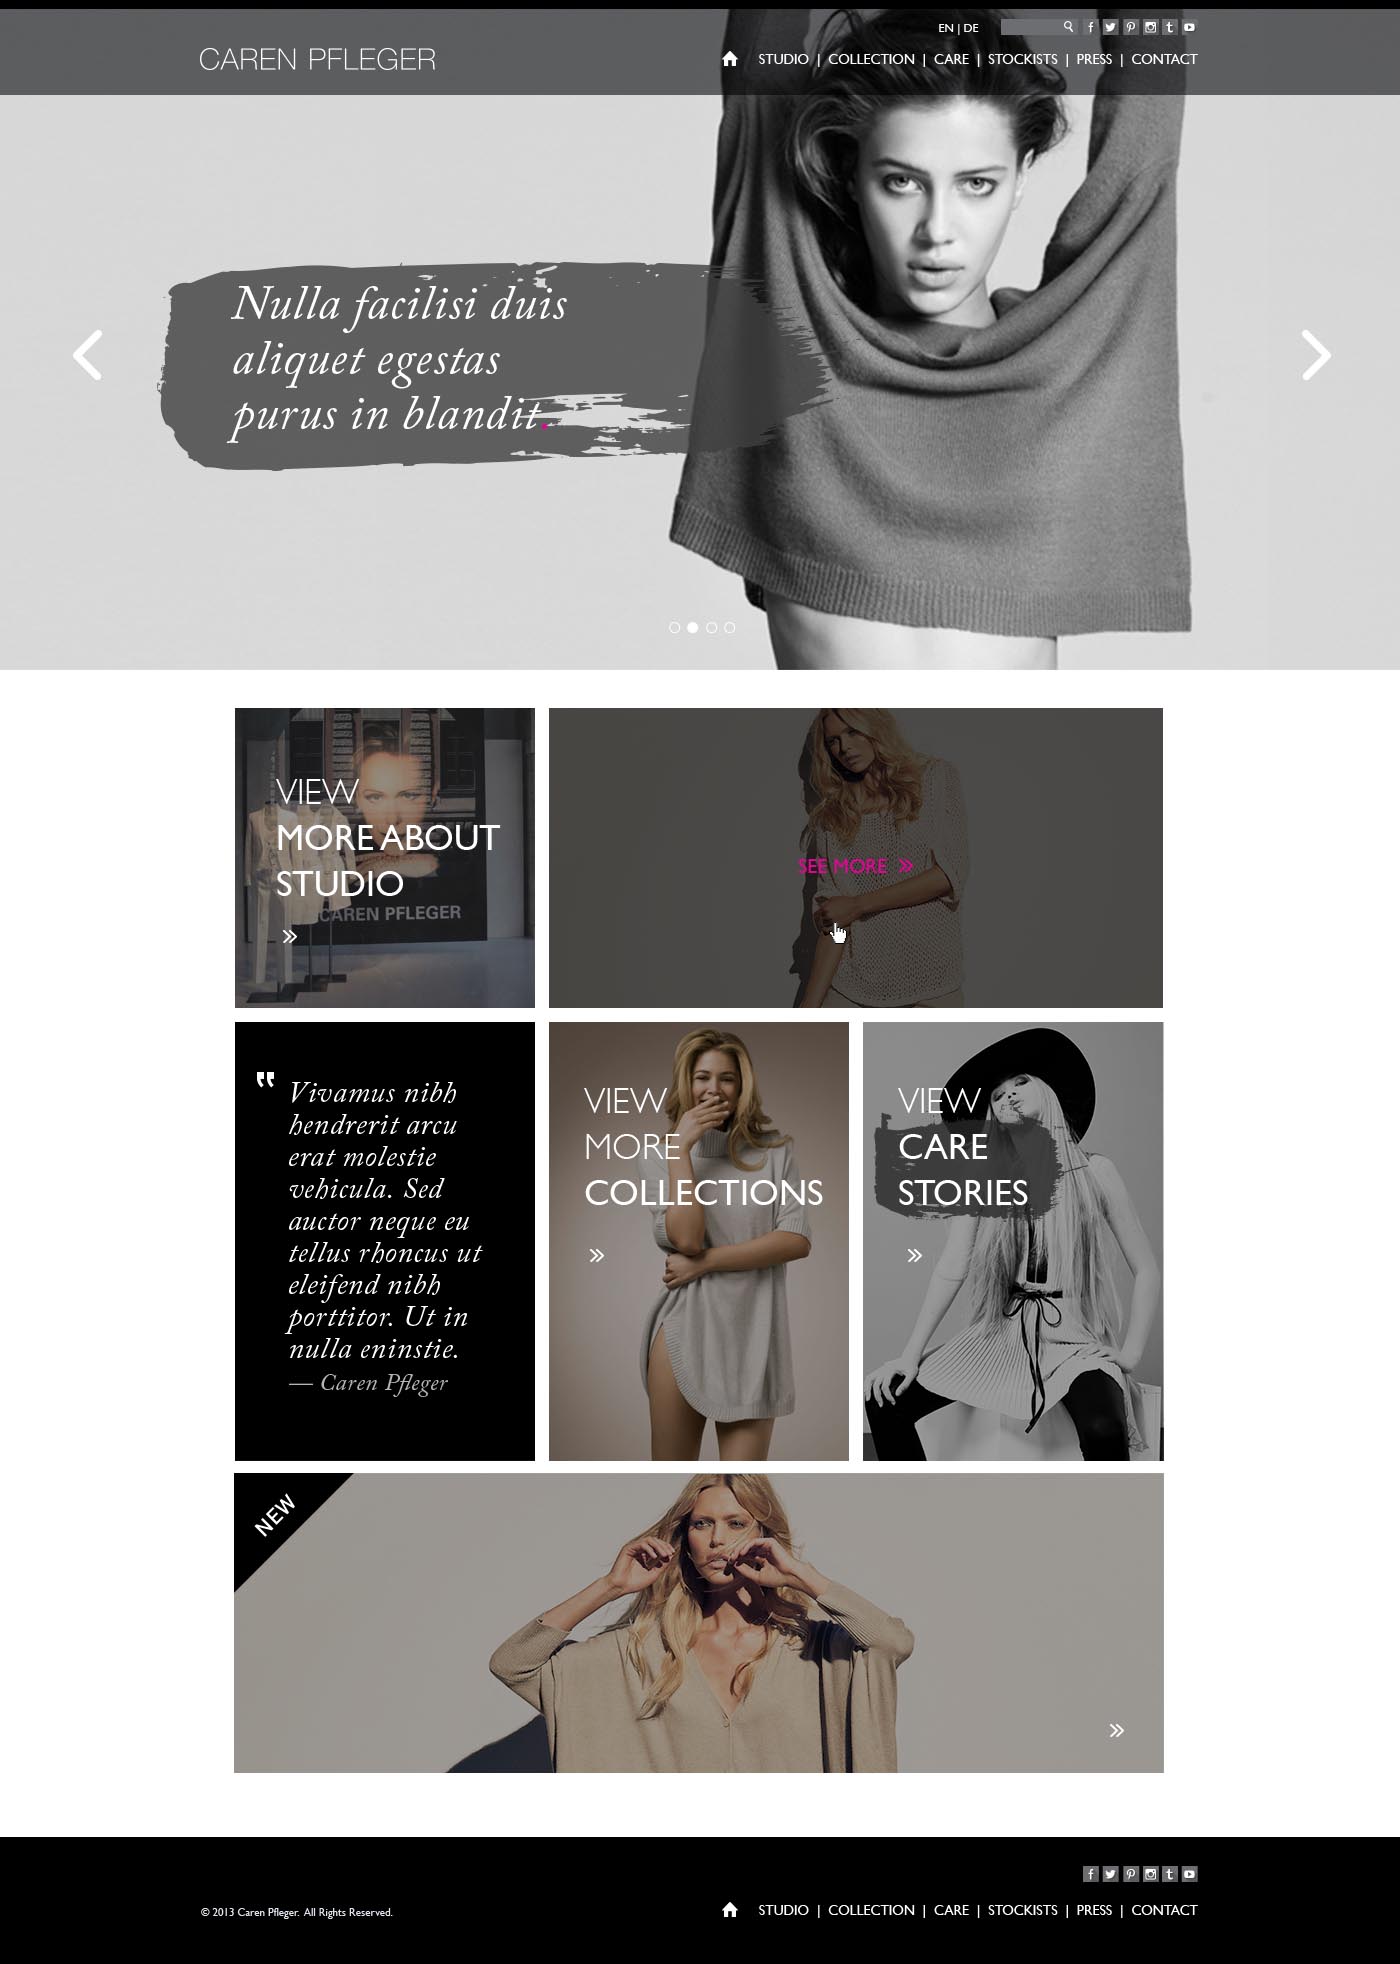 EN | DE
CAREN PFLEGER
STUDIO | COLLECTION | CARE | STOCKISTS | PRESS | CONTACT
Nulla facilisi duis
aliquet egestas
purus in blandit.
VIEW
MORE ABOUT
STUDIO
CAREN PFLEGER
»
SEE MORE »
" Vivamus nibh
hendrerit arcu
erat molestie
vehicula. Sed
auctor neque eu
tellus rhoncus ut
eleifend nibh
porttitor. Ut in
nulla eninstie.
— Caren Pfleger
VIEW
MORE
COLLECTIONS
»
VIEW
CARE
STORIES
»
NEW
»
© 2013 Caren Pfleger. All Rights Reserved.
STUDIO | COLLECTION | CARE | STOCKISTS | PRESS | CONTACT